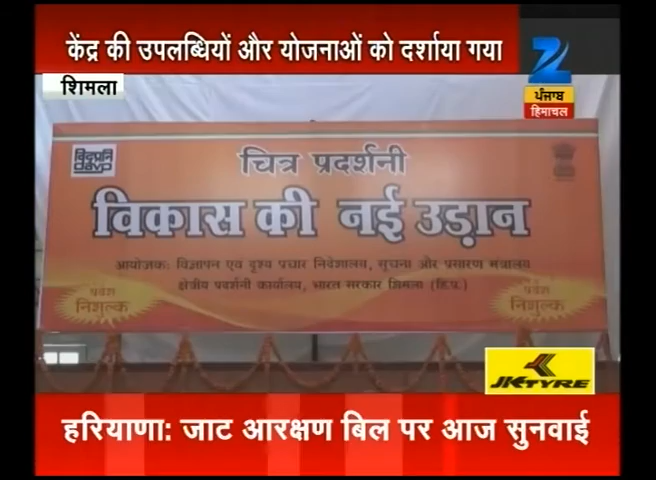 केंद्र की उपलब्धियों और योजनाओं को दर्शाया गया
शिमला
Z
ਪੰਜਾਬ
हिमाचल
विदृप्रनि
davp
चित्र प्रदर्शनी
विकास की नई उड़ान
आयोजक: विज्ञापन एवं दृश्य प्रचार निदेशालय, सूचना और प्रसारण मंत्रालय
क्षेत्रीय प्रदर्शनी कार्यालय, भारत सरकार शिमला (हि.प्र.)
प्रवेश
निशुल्क
प्रवेश
निशुल्क
JK TYRE
हरियाणा: जाट आरक्षण बिल पर आज सुनवाई